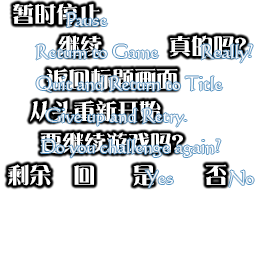 暂时停止
Pause
继续 真的吗?
Return to Game Really?
返回标题画面
Quit and Return to Title
从头重新开始
Give up and Retry.
要继续游戏吗?
Do you challenge again?
剩余 回 是 否
Yes No